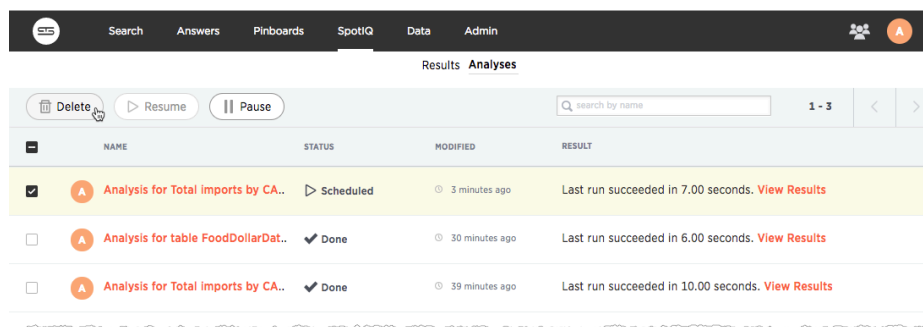 Search Answers Pinboards SpotIQ Data Admin A
Results Analyses
Delete Resume Pause search by name 1 - 3
NAME STATUS MODIFIED RESULT
A Analysis for Total imports by CA.. Scheduled 3 minutes ago Last run succeeded in 7.00 seconds. View Results
A Analysis for table FoodDollarDat.. Done 30 minutes ago Last run succeeded in 6.00 seconds. View Results
A Analysis for Total imports by CA.. Done 39 minutes ago Last run succeeded in 10.00 seconds. View Results